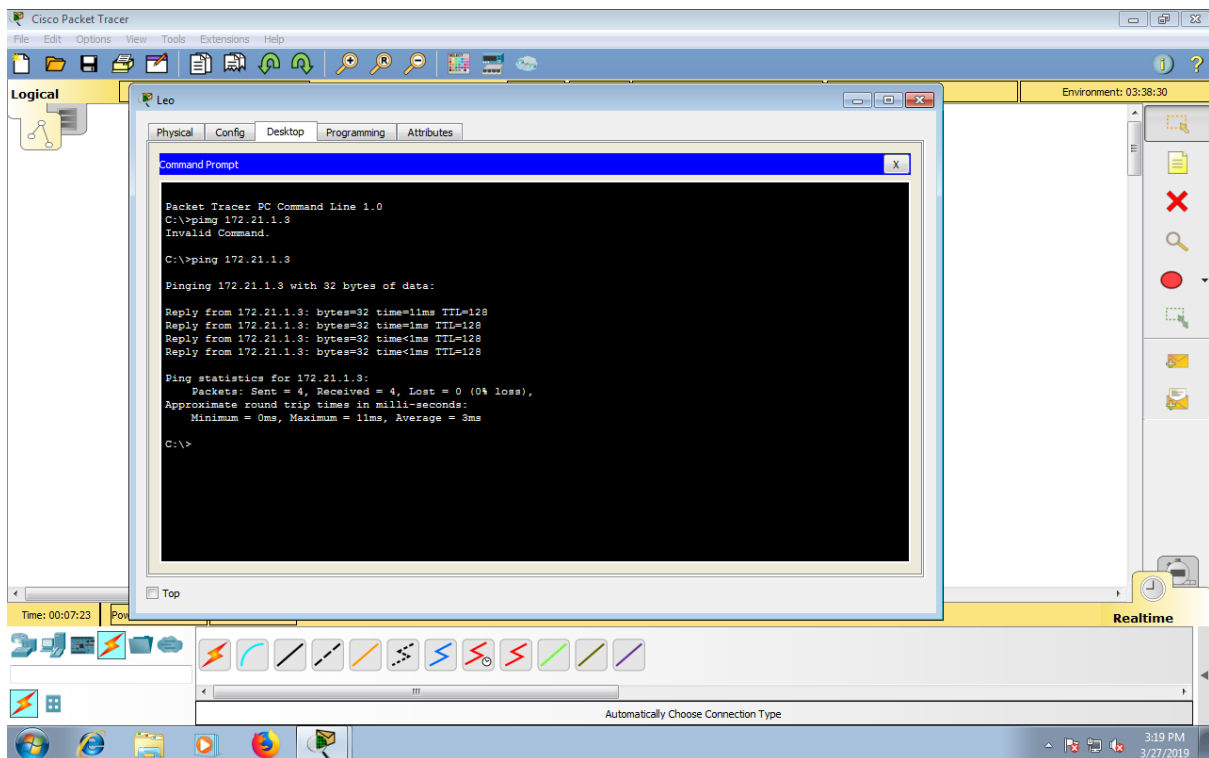 Cisco Packet Tracer
File Edit Options View Tools Extensions Help
Logical
Environment: 03:38:30
Leo
Physical Config Desktop Programming Attributes
Command Prompt
X
Packet Tracer PC Command Line 1.0
C:\>pimg 172.21.1.3
Invalid Command.
C:\>ping 172.21.1.3
Pinging 172.21.1.3 with 32 bytes of data:
Reply from 172.21.1.3: bytes=32 time=11ms TTL=128
Reply from 172.21.1.3: bytes=32 time=1ms TTL=128
Reply from 172.21.1.3: bytes=32 time<1ms TTL=128
Reply from 172.21.1.3: bytes=32 time<1ms TTL=128
Ping statistics for 172.21.1.3:
Packets: Sent = 4, Received = 4, Lost = 0 (0% loss),
Approximate round trip times in milli-seconds:
Minimum = 0ms, Maximum = 11ms, Average = 3ms
C:\>
Top
Time: 00:07:23
Pow
Realtime
Automatically Choose Connection Type
3:19 PM
3/27/2019